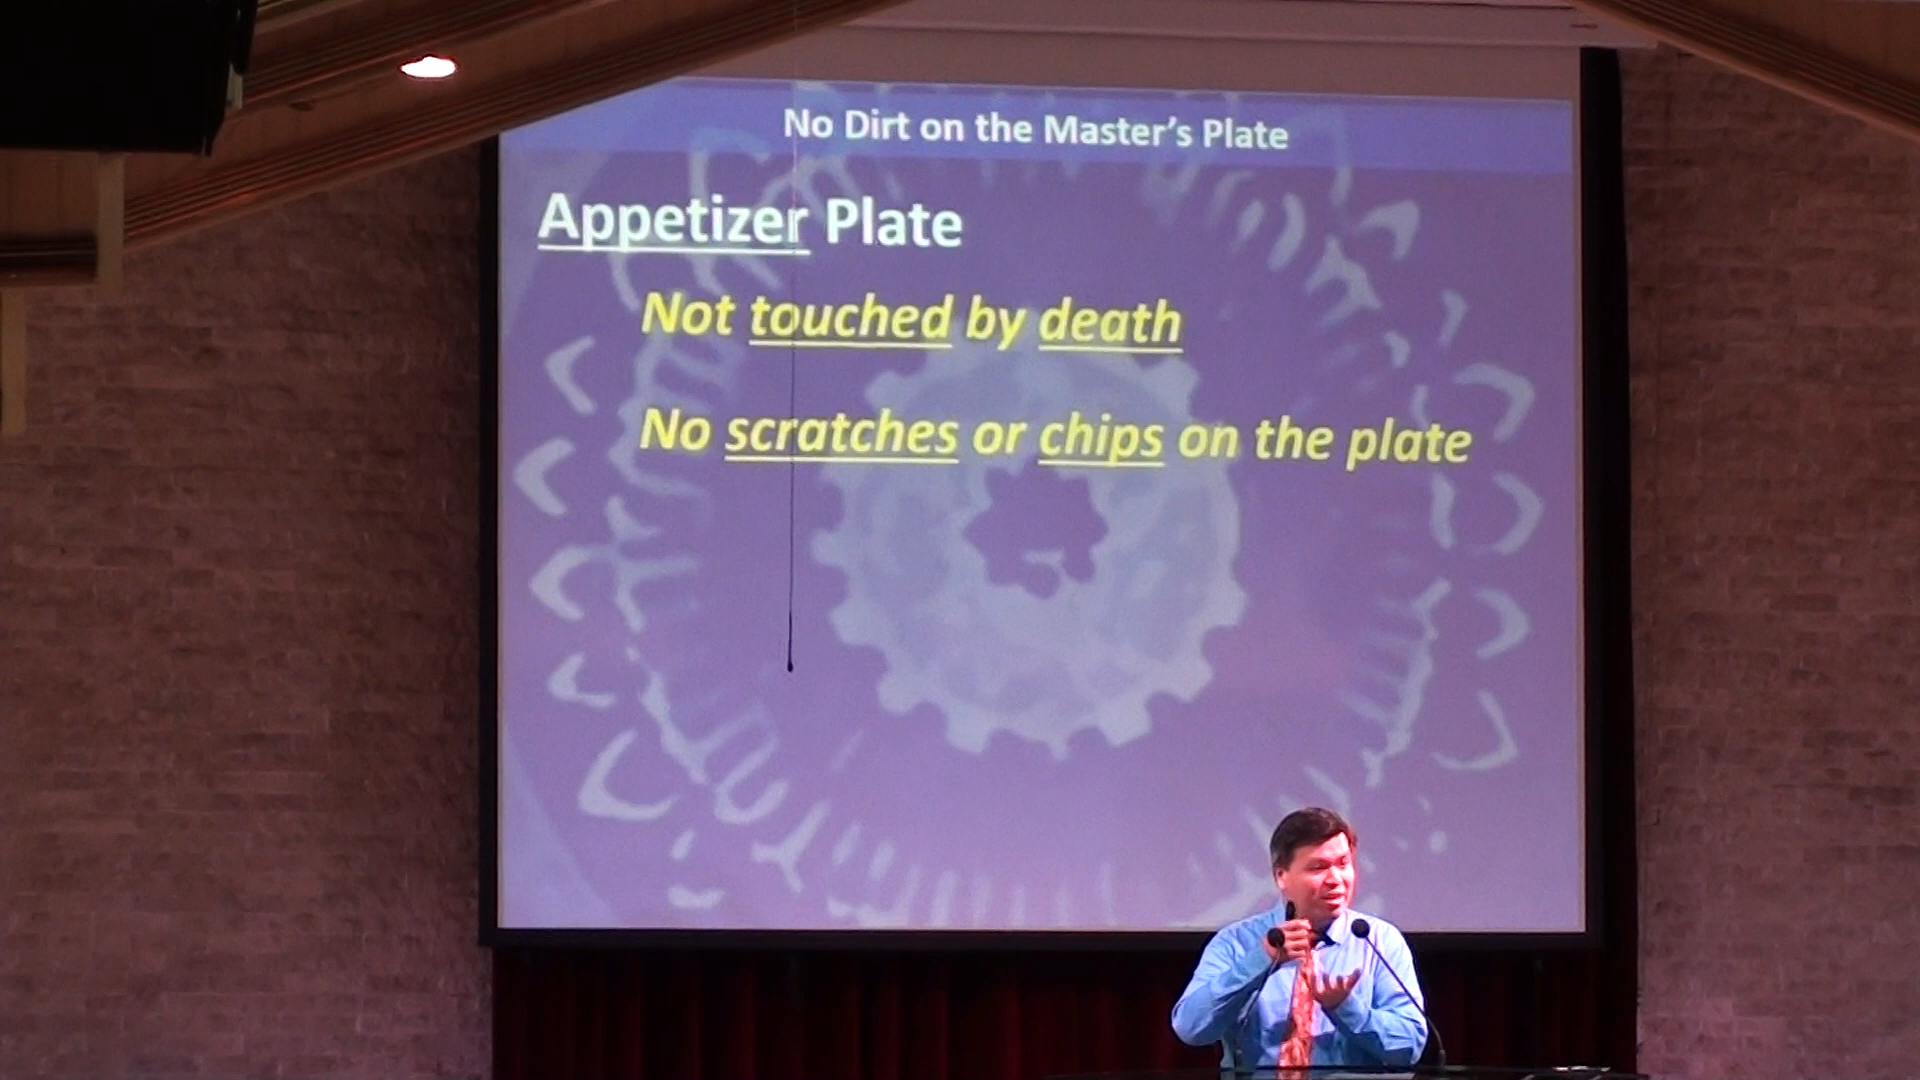 No Dirt on the Master’s Plate
Appetizer Plate
Not touched by death
No scratches or chips on the plate